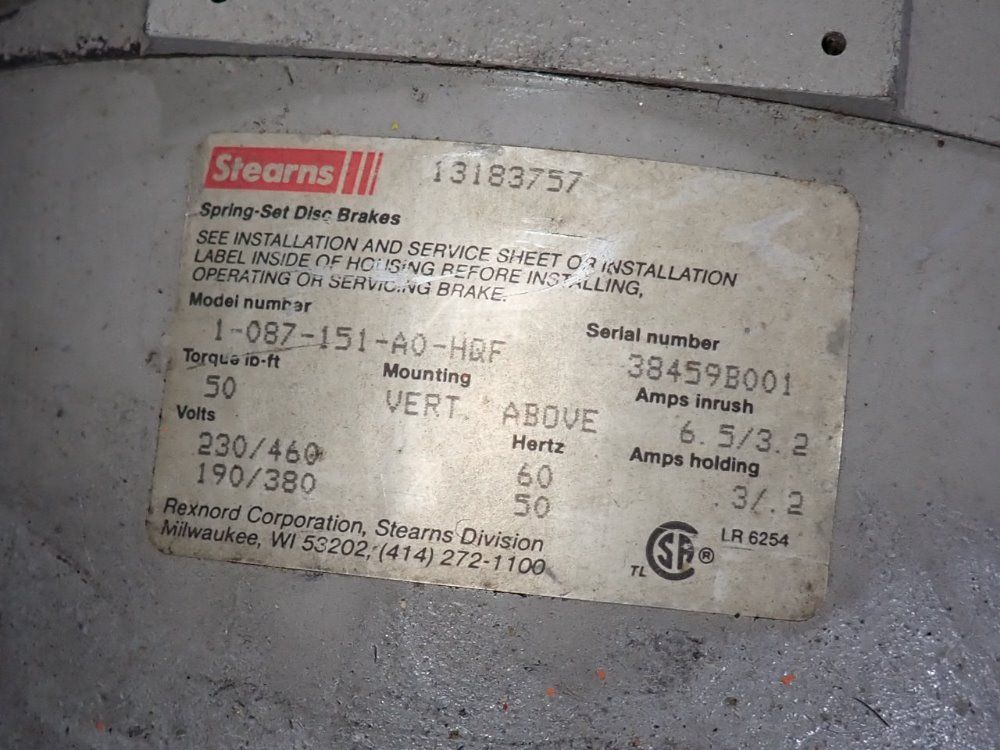 Stearns
13183757
Spring-Set Disc Brakes
SEE INSTALLATION AND SERVICE SHEET OR INSTALLATION
LABEL INSIDE OF HOUSING BEFORE INSTALLING,
OPERATING OR SERVICING BRAKE.
Model number
1-087-151-A0-HQF
Serial number
38459B001
Torque lb-ft
50
Mounting
VERT. ABOVE
Amps inrush
6.5/3.2
Volts
230/460
190/380
Hertz
60
50
Amps holding
.3/.2
Rexnord Corporation, Stearns Division
Milwaukee, WI 53202, (414) 272-1100
TL SA ® LR 6254